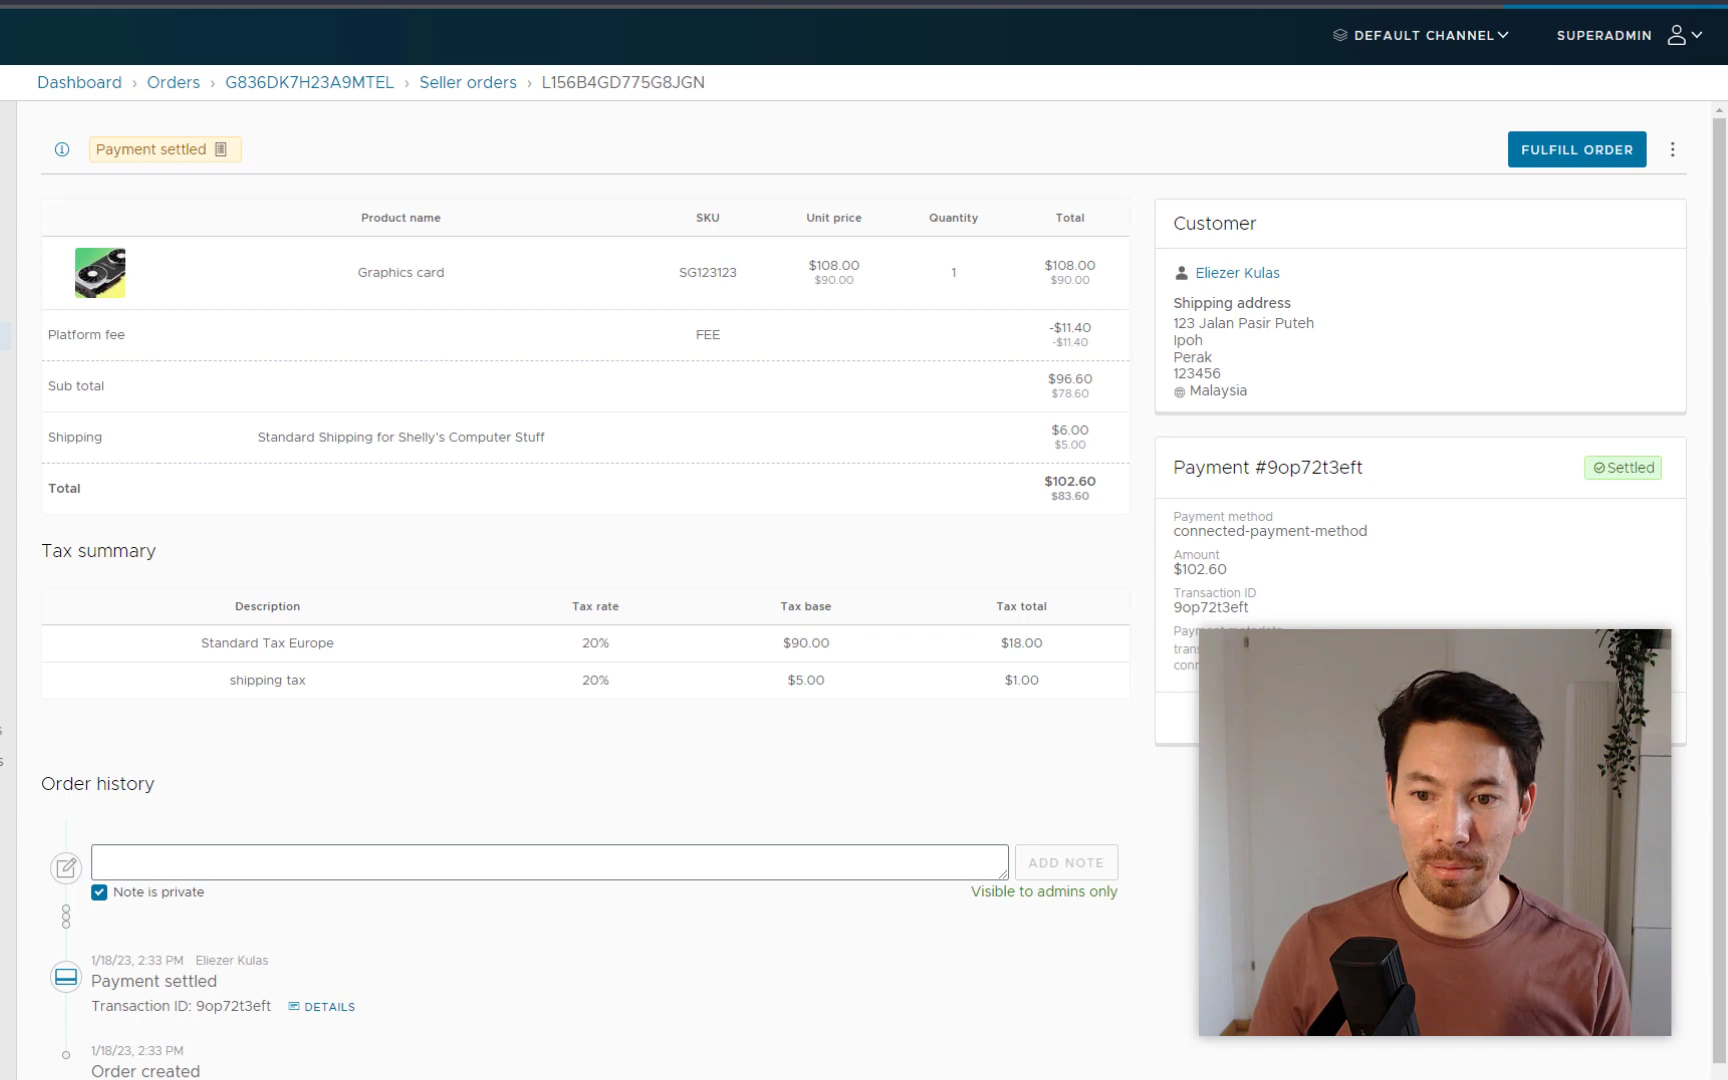 DEFAULT CHANNEL
SUPERADMIN
Dashboard › Orders › G836DK7H23A9MTEL › Seller orders › L156B4GD775G8JGN
Payment settled
FULFILL ORDER
Product name SKU Unit price Quantity Total
Graphics card SG123123 $108.00 $90.00 1 $108.00 $90.00
Platform fee FEE -$11.40 -$11.40
Sub total $96.60 $78.60
Shipping Standard Shipping for Shelly's Computer Stuff $6.00 $5.00
Total $102.60 $83.60
Tax summary
Description Tax rate Tax base Tax total
Standard Tax Europe 20% $90.00 $18.00
shipping tax 20% $5.00 $1.00
Order history
ADD NOTE
Note is private
Visible to admins only
1/18/23, 2:33 PM Eliezer Kulas
Payment settled
Transaction ID: 9op72t3eft DETAILS
1/18/23, 2:33 PM
Order created
Customer
Eliezer Kulas
Shipping address
123 Jalan Pasir Puteh
Ipoh
Perak
123456
Malaysia
Payment #9op72t3eft
Settled
Payment method
connected-payment-method
Amount
$102.60
Transaction ID
9op72t3eft